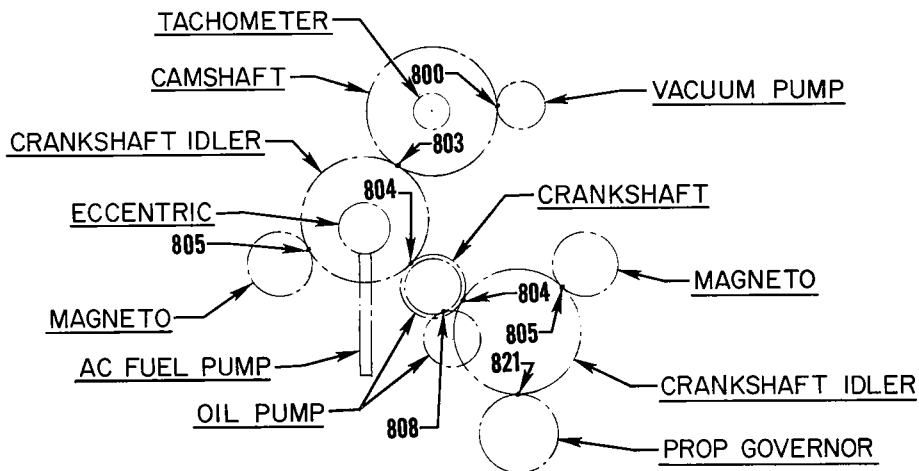 TACHOMETER
CAMSHAFT
800
VACUUM PUMP
CRANKSHAFT IDLER
803
804
CRANKSHAFT
ECCENTRIC
805
804
MAGNETO
MAGNETO
805
821
AC FUEL PUMP
CRANKSHAFT IDLER
OIL PUMP
808
PROP GOVERNOR